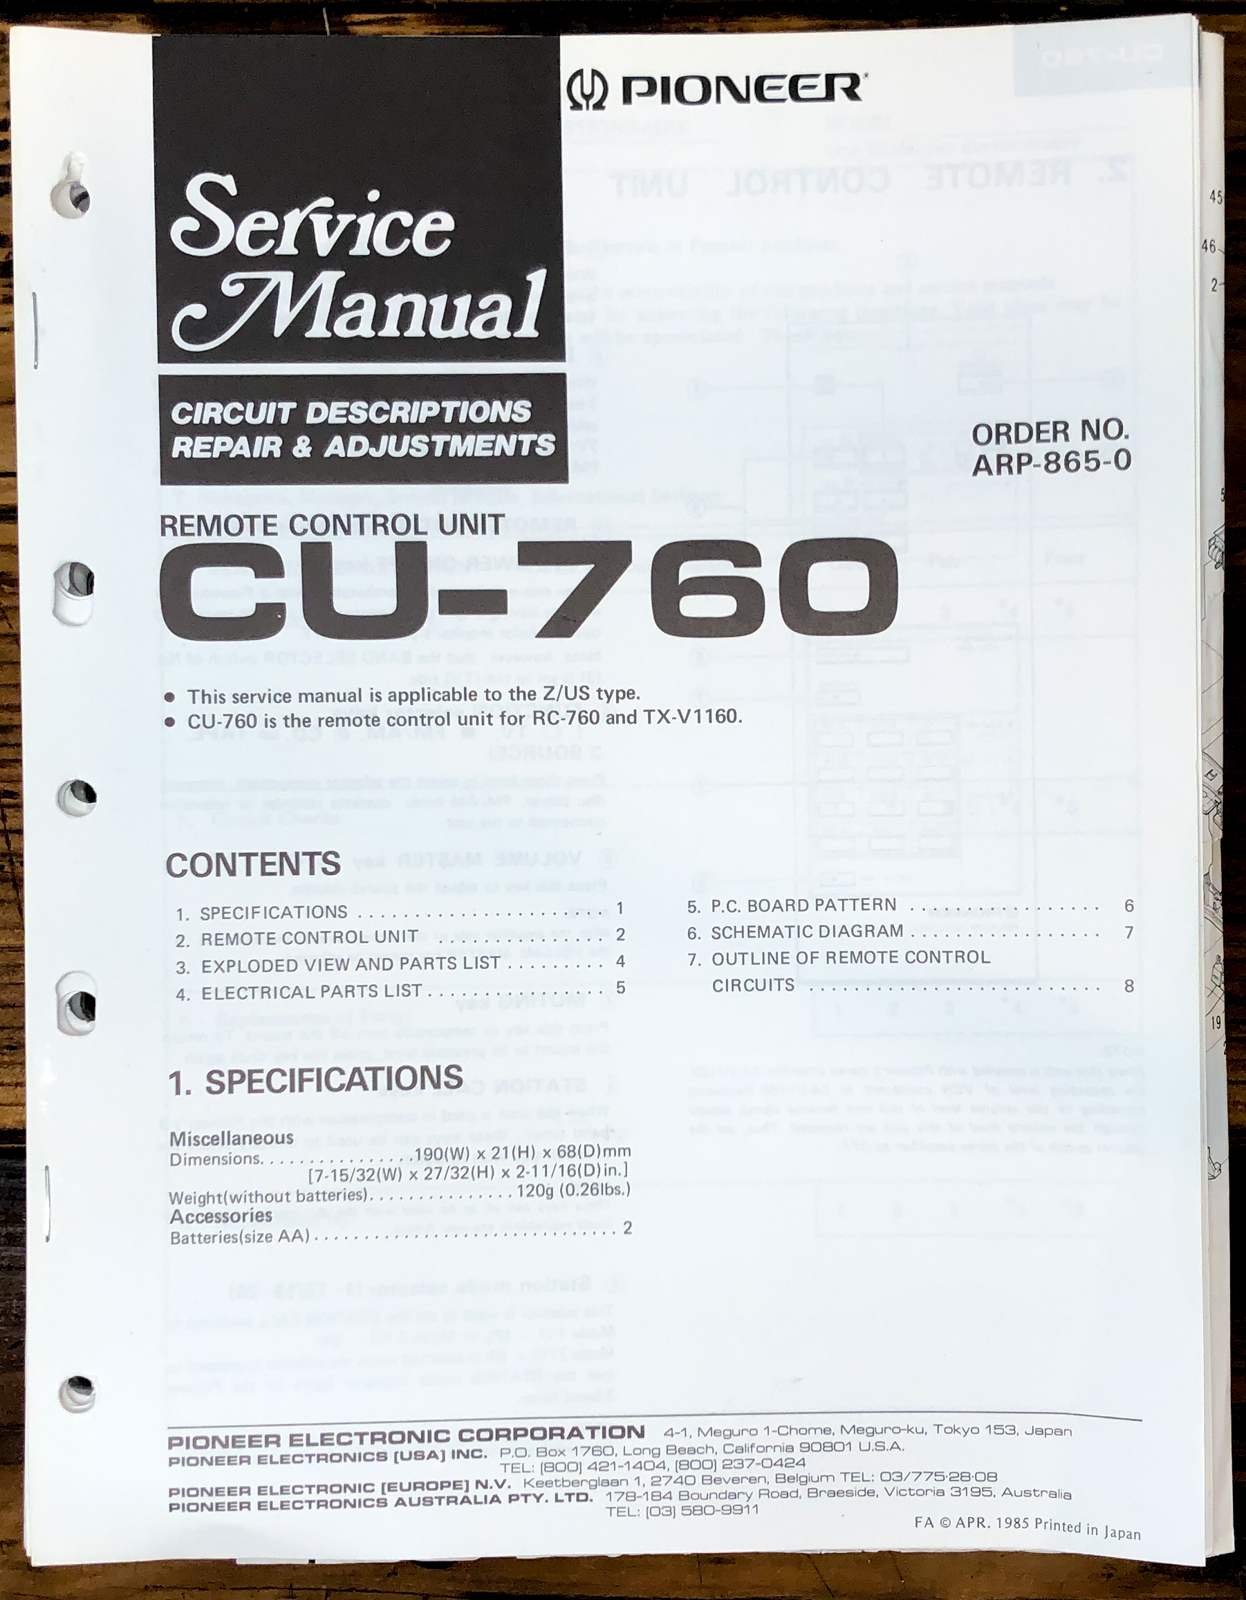 PIONEER
Service
Manual
CIRCUIT DESCRIPTIONS
REPAIR & ADJUSTMENTS
ORDER NO.
ARP-865-0
REMOTE CONTROL UNIT
CU-760
● This service manual is applicable to the Z/US type.
● CU-760 is the remote control unit for RC-760 and TX-V1160.
CONTENTS
1. SPECIFICATIONS . . . . . . . . . . . . . . . . . . . . . . 1
2. REMOTE CONTROL UNIT . . . . . . . . . . . . . . . 2
3. EXPLODED VIEW AND PARTS LIST . . . . . . . . . 4
4. ELECTRICAL PARTS LIST . . . . . . . . . . . . . . . . 5
5. P.C. BOARD PATTERN . . . . . . . . . . . . . . . . . 6
6. SCHEMATIC DIAGRAM . . . . . . . . . . . . . . . . . 7
7. OUTLINE OF REMOTE CONTROL
CIRCUITS . . . . . . . . . . . . . . . . . . . . . . . . . . 8
1. SPECIFICATIONS
Miscellaneous
Dimensions. . . . . . . . . . . . . . . .190(W) x 21(H) x 68(D)mm
[7-15/32(W) x 27/32(H) x 2-11/16(D)in.]
Weight(without batteries). . . . . . . . . . . . . . . 120g (0.26lbs.)
Accessories
Batteries(size AA) . . . . . . . . . . . . . . . . . . . . . . . . . . . . . . 2
PIONEER ELECTRONIC CORPORATION 4-1, Meguro 1-Chome, Meguro-ku, Tokyo 153, Japan
PIONEER ELECTRONICS [USA] INC. P.O. Box 1760, Long Beach, California 90801 U.S.A.
TEL: [800] 421-1404, [800] 237-0424
PIONEER ELECTRONIC [EUROPE] N.V. Keetberglaan 1, 2740 Beveren, Belgium TEL: 03/775·28·08
PIONEER ELECTRONICS AUSTRALIA PTY. LTD. 178-184 Boundary Road, Braeside, Victoria 3195, Australia
TEL: [03] 580-9911
FA © APR. 1985 Printed in Japan
45
46
2
19